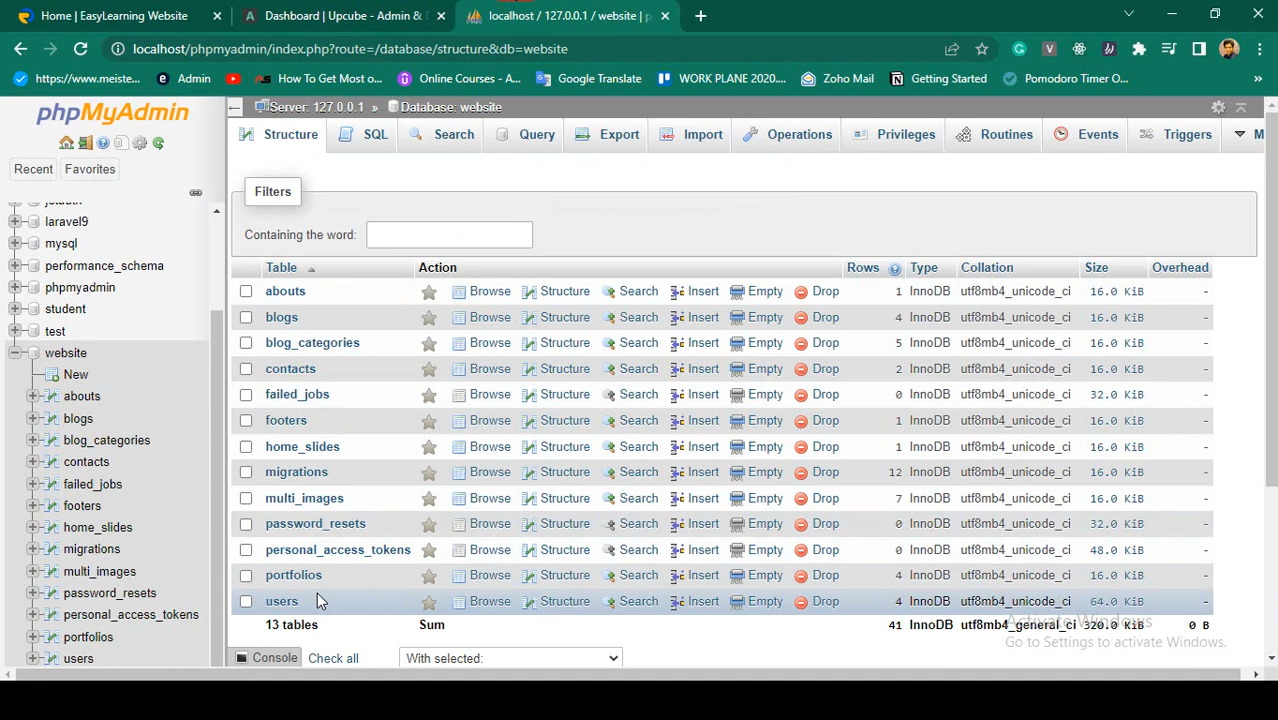 Home | EasyLearning Website
Dashboard | Upcube - Admin &
localhost / 127.0.0.1 / website | p
localhost/phpmyadmin/index.php?route=/database/structure&db=website
https://www.meiste... Admin How To Get Most o... Online Courses - A... Google Translate WORK PLANE 2020.... Zoho Mail Getting Started Pomodoro Timer O...
phpMyAdmin
Recent Favorites
jetauth
laravel9
mysql
performance_schema
phpmyadmin
student
test
website
New
abouts
blogs
blog_categories
contacts
failed_jobs
footers
home_slides
migrations
multi_images
password_resets
personal_access_tokens
portfolios
users
Server: 127.0.0.1 » Database: website
Structure SQL Search Query Export Import Operations Privileges Routines Events Triggers M
Filters
Containing the word:
Table Action Rows Type Collation Size Overhead
abouts Browse Structure Search Insert Empty Drop 1 InnoDB utf8mb4_unicode_ci 16.0 KiB -
blogs Browse Structure Search Insert Empty Drop 4 InnoDB utf8mb4_unicode_ci 16.0 KiB -
blog_categories Browse Structure Search Insert Empty Drop 5 InnoDB utf8mb4_unicode_ci 16.0 KiB -
contacts Browse Structure Search Insert Empty Drop 2 InnoDB utf8mb4_unicode_ci 16.0 KiB -
failed_jobs Browse Structure Search Insert Empty Drop 0 InnoDB utf8mb4_unicode_ci 32.0 KiB -
footers Browse Structure Search Insert Empty Drop 1 InnoDB utf8mb4_unicode_ci 16.0 KiB -
home_slides Browse Structure Search Insert Empty Drop 1 InnoDB utf8mb4_unicode_ci 16.0 KiB -
migrations Browse Structure Search Insert Empty Drop 12 InnoDB utf8mb4_unicode_ci 16.0 KiB -
multi_images Browse Structure Search Insert Empty Drop 7 InnoDB utf8mb4_unicode_ci 16.0 KiB -
password_resets Browse Structure Search Insert Empty Drop 0 InnoDB utf8mb4_unicode_ci 32.0 KiB -
personal_access_tokens Browse Structure Search Insert Empty Drop 0 InnoDB utf8mb4_unicode_ci 48.0 KiB -
portfolios Browse Structure Search Insert Empty Drop 4 InnoDB utf8mb4_unicode_ci 16.0 KiB -
users Browse Structure Search Insert Empty Drop 4 InnoDB utf8mb4_unicode_ci 64.0 KiB -
13 tables Sum 41 InnoDB utf8mb4_general_ci 320.0 KiB 0 B
Activate Windows
Go to Settings to activate Windows.
Console Check all With selected: